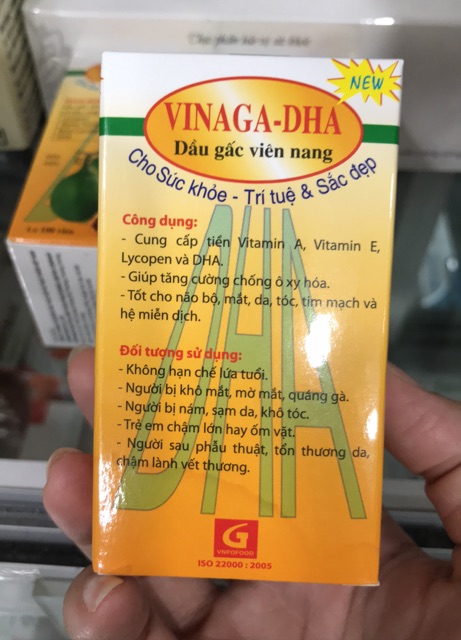 NEW
VINAGA-DHA
Dầu gấc viên nang
Cho Sức khỏe - Trí tuệ & Sắc đẹp
Công dụng:
- Cung cấp tiền Vitamin A, Vitamin E,
Lycopen và DHA.
- Giúp tăng cường chống ô xy hóa.
- Tốt cho não bộ, mắt, da, tóc, tim mạch và
hệ miễn dịch.
Đối tượng sử dụng:
- Không hạn chế lứa tuổi.
- Người bị khô mắt, mờ mắt, quáng gà.
- Người bị nám, sạm da, khô tóc.
- Trẻ em chậm lớn hay ốm vặt.
- Người sau phẫu thuật, tổn thương da,
chậm lành vết thương.
DHA
G
VNPOFOOD
ISO 22000 : 2005